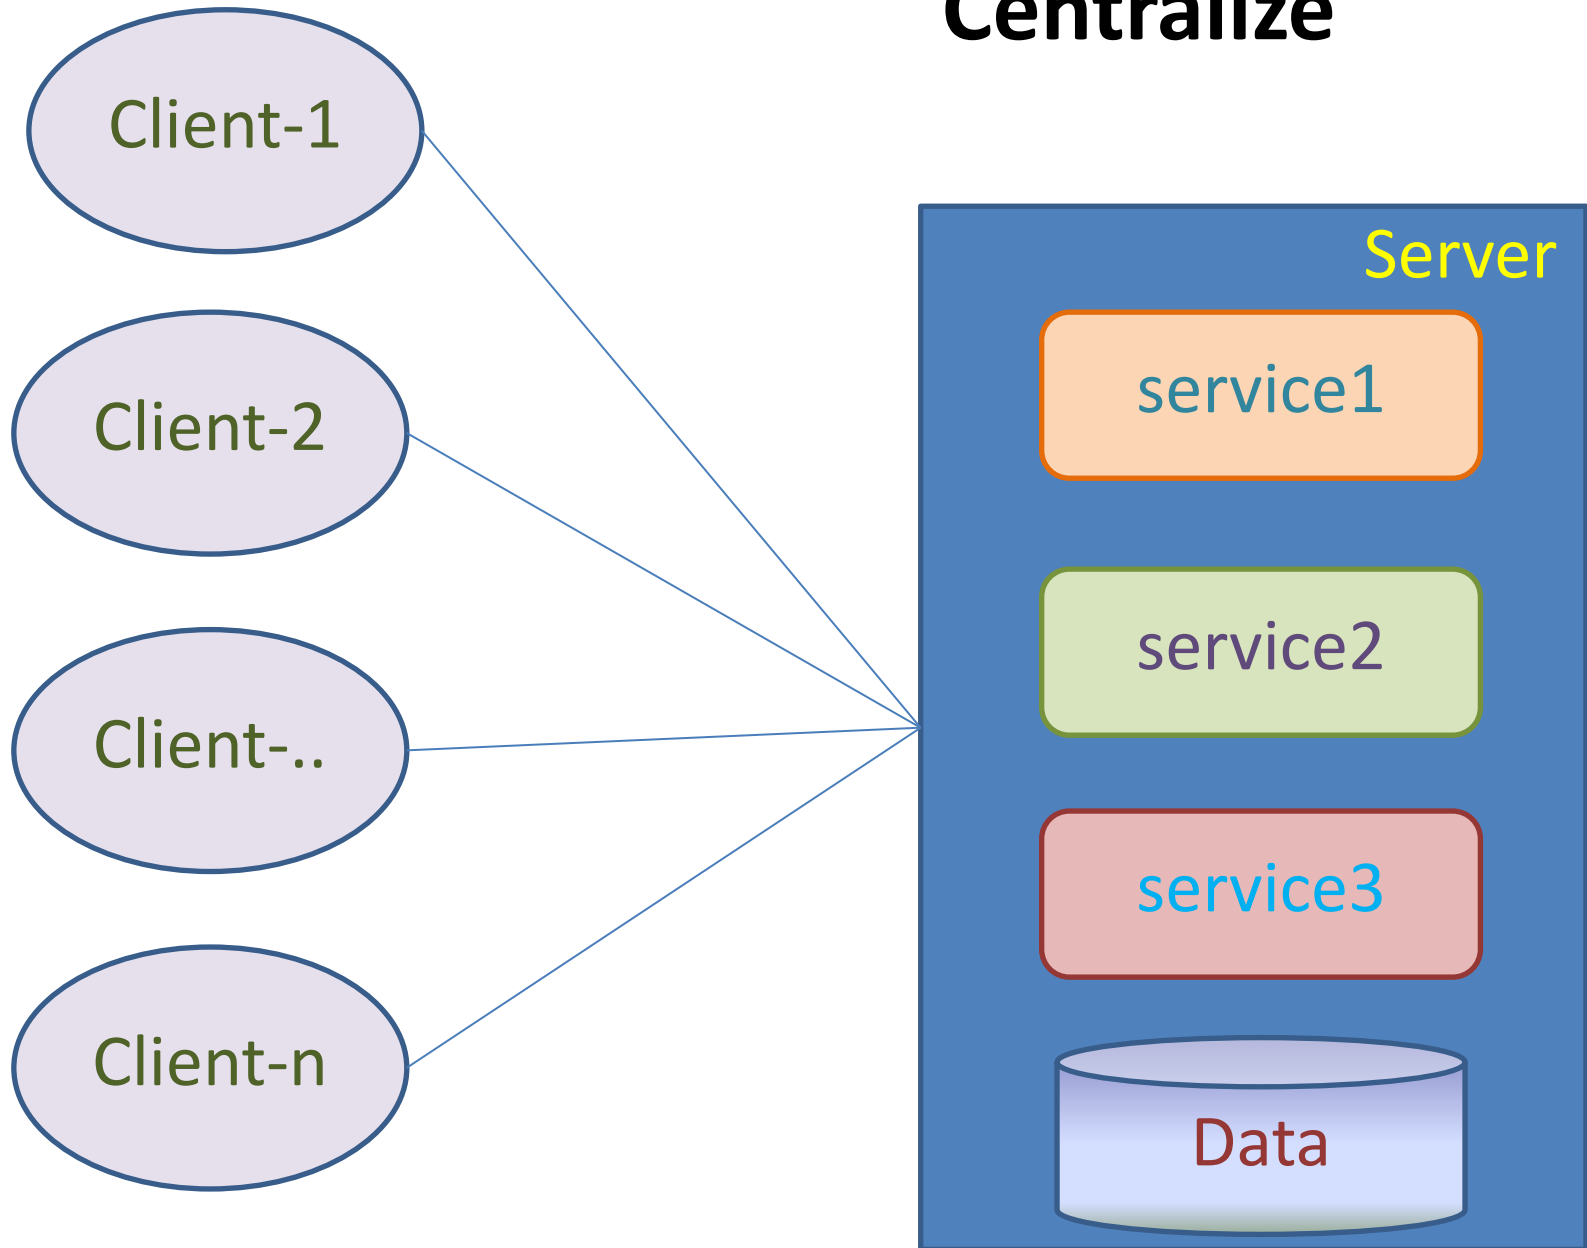 Centralize
Client-1
Client-2
Client-..
Client-n
Server
service1
service2
service3
Data